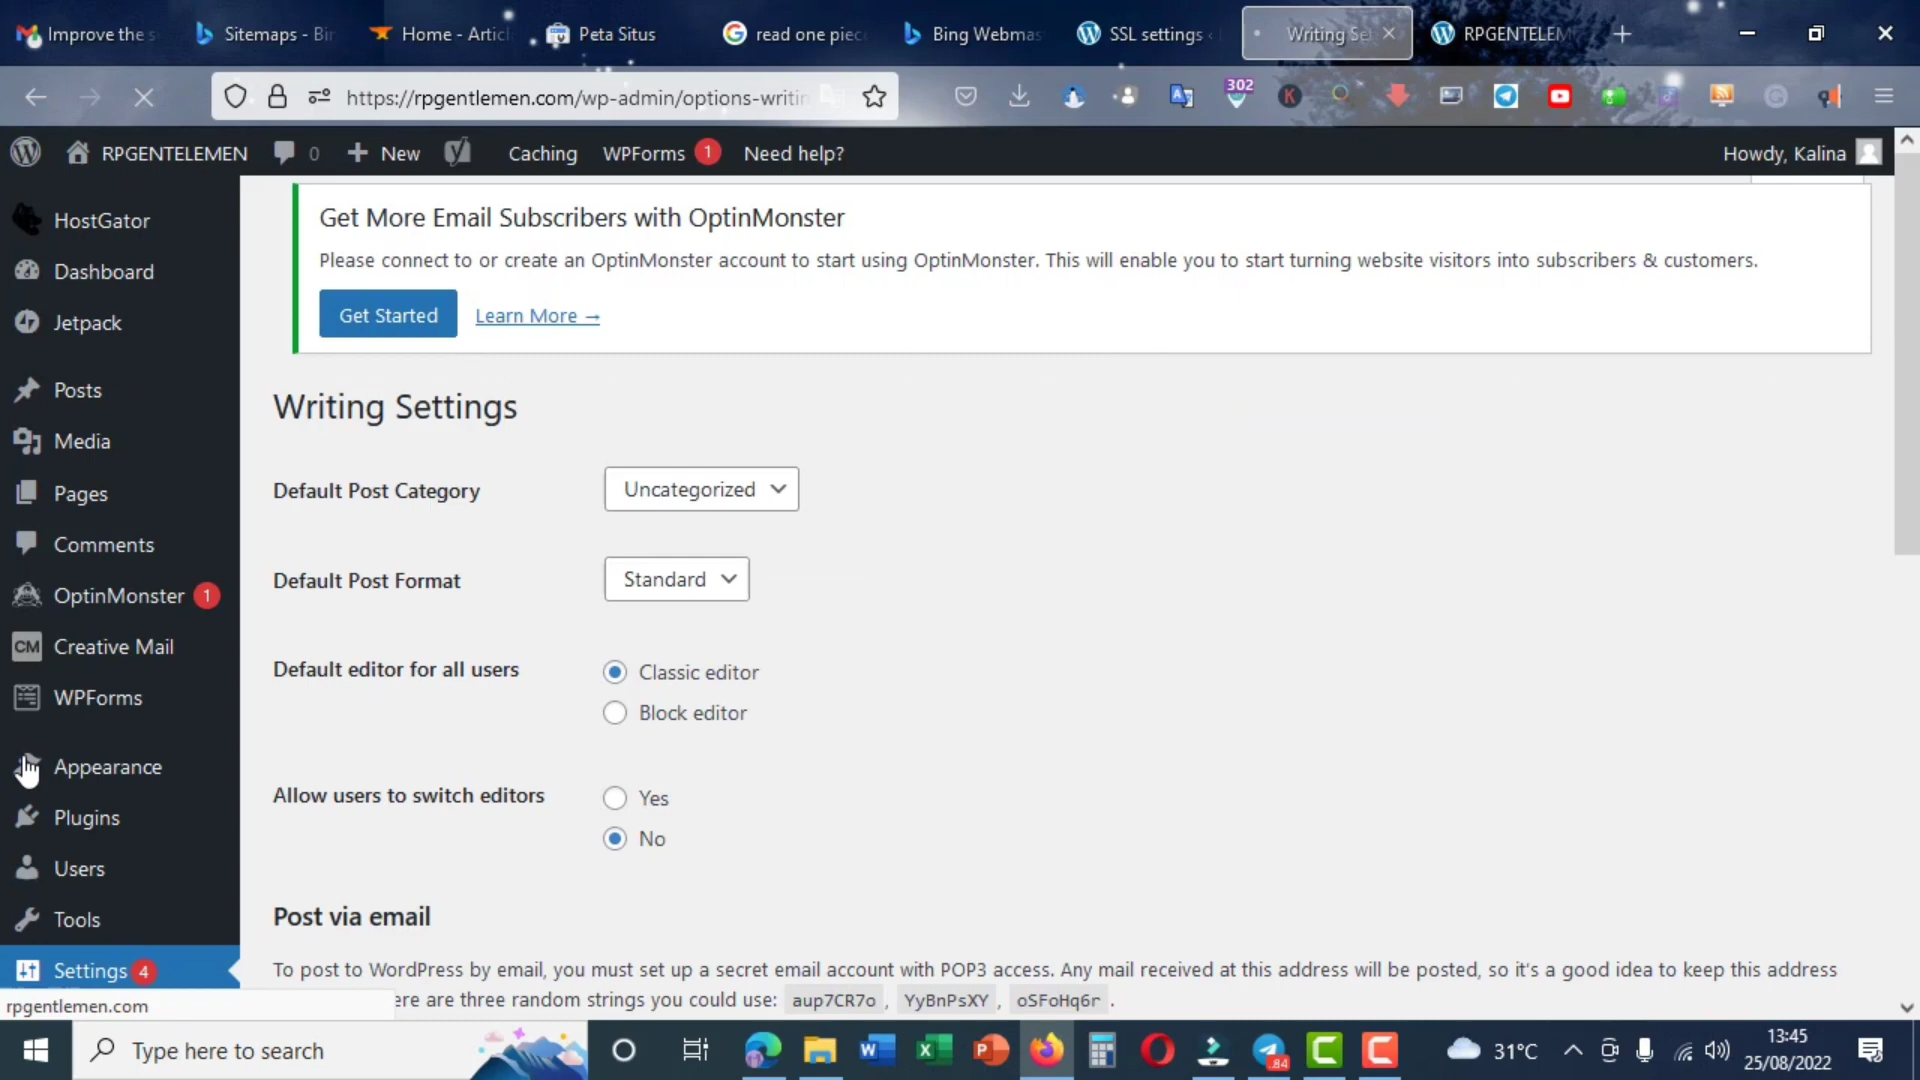 Improve the s
Sitemaps - Bin
Home - Articl
Peta Situs
read one piec
Bing Webmas
SSL settings ‹
Writing Se
RPGENTELEM
https://rpgentlemen.com/wp-admin/options-writin
302
RPGENTELEMEN
0
New
Caching
WPForms 1
Need help?
Howdy, Kalina
HostGator
Dashboard
Jetpack
Posts
Media
Pages
Comments
OptinMonster 1
CM Creative Mail
WPForms
Appearance
Plugins
Users
Tools
Settings 4
rpgentlemen.com
Get More Email Subscribers with OptinMonster
Please connect to or create an OptinMonster account to start using OptinMonster. This will enable you to start turning website visitors into subscribers & customers.
Get Started
Learn More →
Writing Settings
Default Post Category
Uncategorized
Default Post Format
Standard
Default editor for all users
Classic editor
Block editor
Allow users to switch editors
Yes
No
Post via email
To post to WordPress by email, you must set up a secret email account with POP3 access. Any mail received at this address will be posted, so it's a good idea to keep this address
ere are three random strings you could use: aup7CR7o , YyBnPsXY , oSFoHq6r .
Type here to search
84
31°C
13:45
25/08/2022